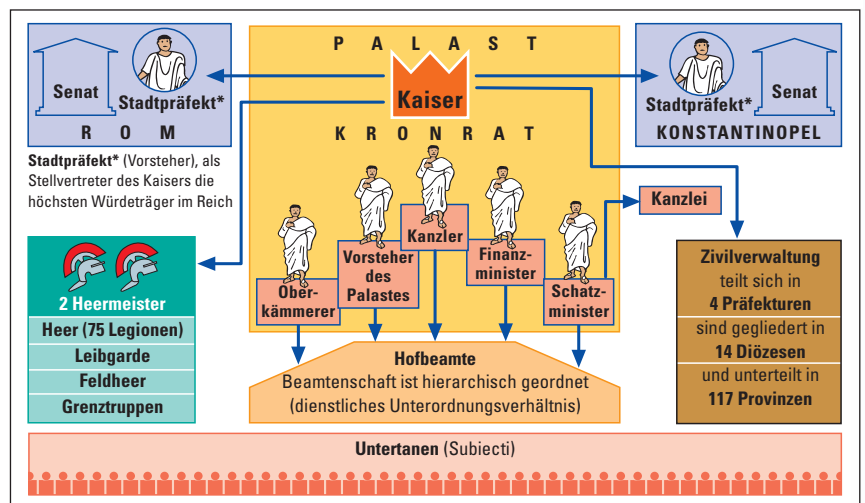 PALAST
Kaiser
KRONRAT
Senat
Stadtpräfekt*
ROM
Stadtpräfekt*
Senat
KONSTANTINOPEL
Stadtpräfekt* (Vorsteher), als
Stellvertreter des Kaisers die
höchsten Würdeträger im Reich
2 Heermeister
Heer (75 Legionen)
Leibgarde
Feldheer
Grenztruppen
Ober-
kämmerer
Vorsteher
des
Palastes
Kanzler
Finanz-
minister
Schatz-
minister
Kanzlei
Zivilverwaltung
teilt sich in
4 Präfekturen
sind gegliedert in
14 Diözesen
und unterteilt in
117 Provinzen
Hofbeamte
Beamtenschaft ist hierarchisch geordnet
(dienstliches Unterordnungsverhältnis)
Untertanen (Subiecti)